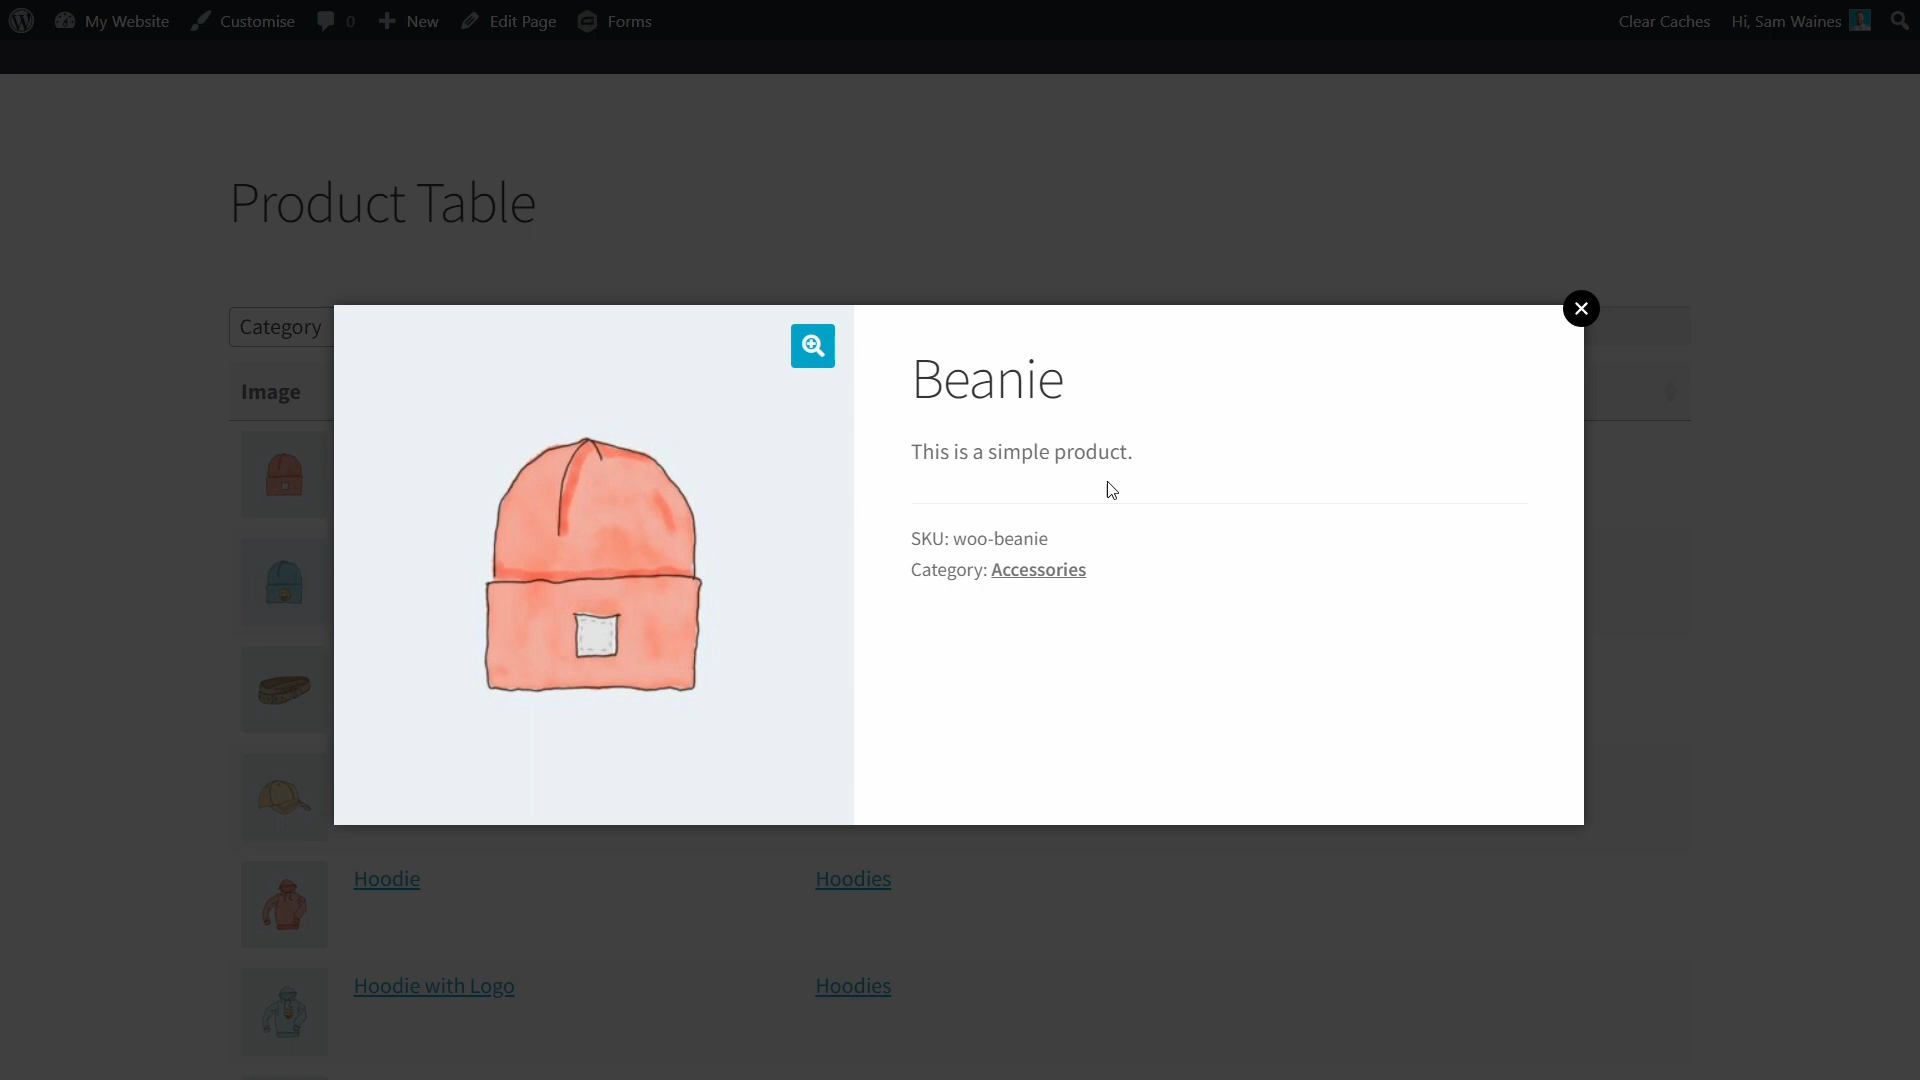 My Website Customise 0 New Edit Page Forms Clear Caches Hi, Sam Waines
Product Table
Category
Image
Beanie
This is a simple product.
SKU: woo-beanie
Category: Accessories
Hoodie Hoodies
Hoodie with Logo Hoodies